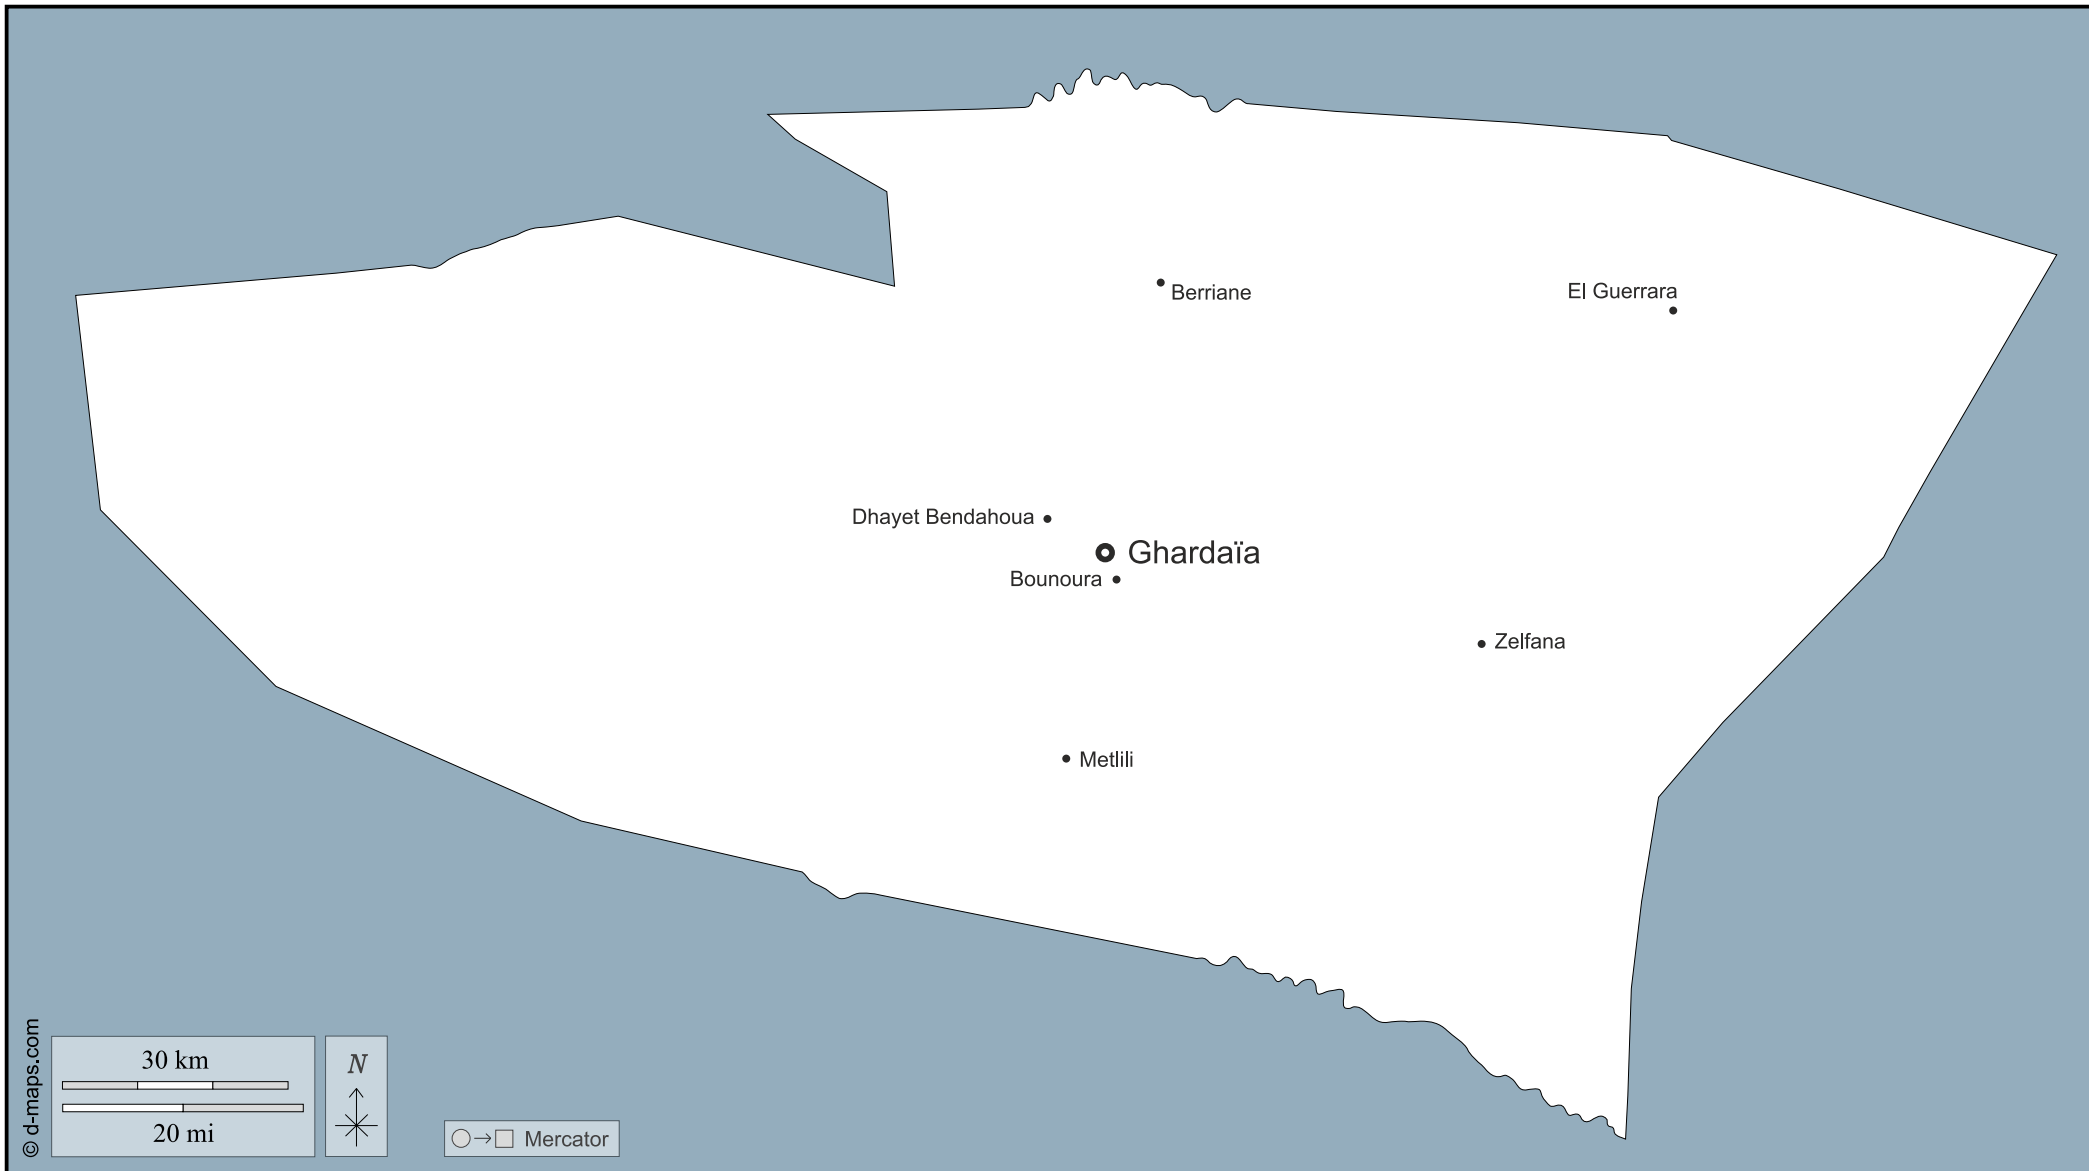 Berriane
El Guerrara
Dhayet Bendahoua
Ghardaïa
Bounoura
Zelfana
Metlili
© d-maps.com
30 km
20 mi
N
Mercator